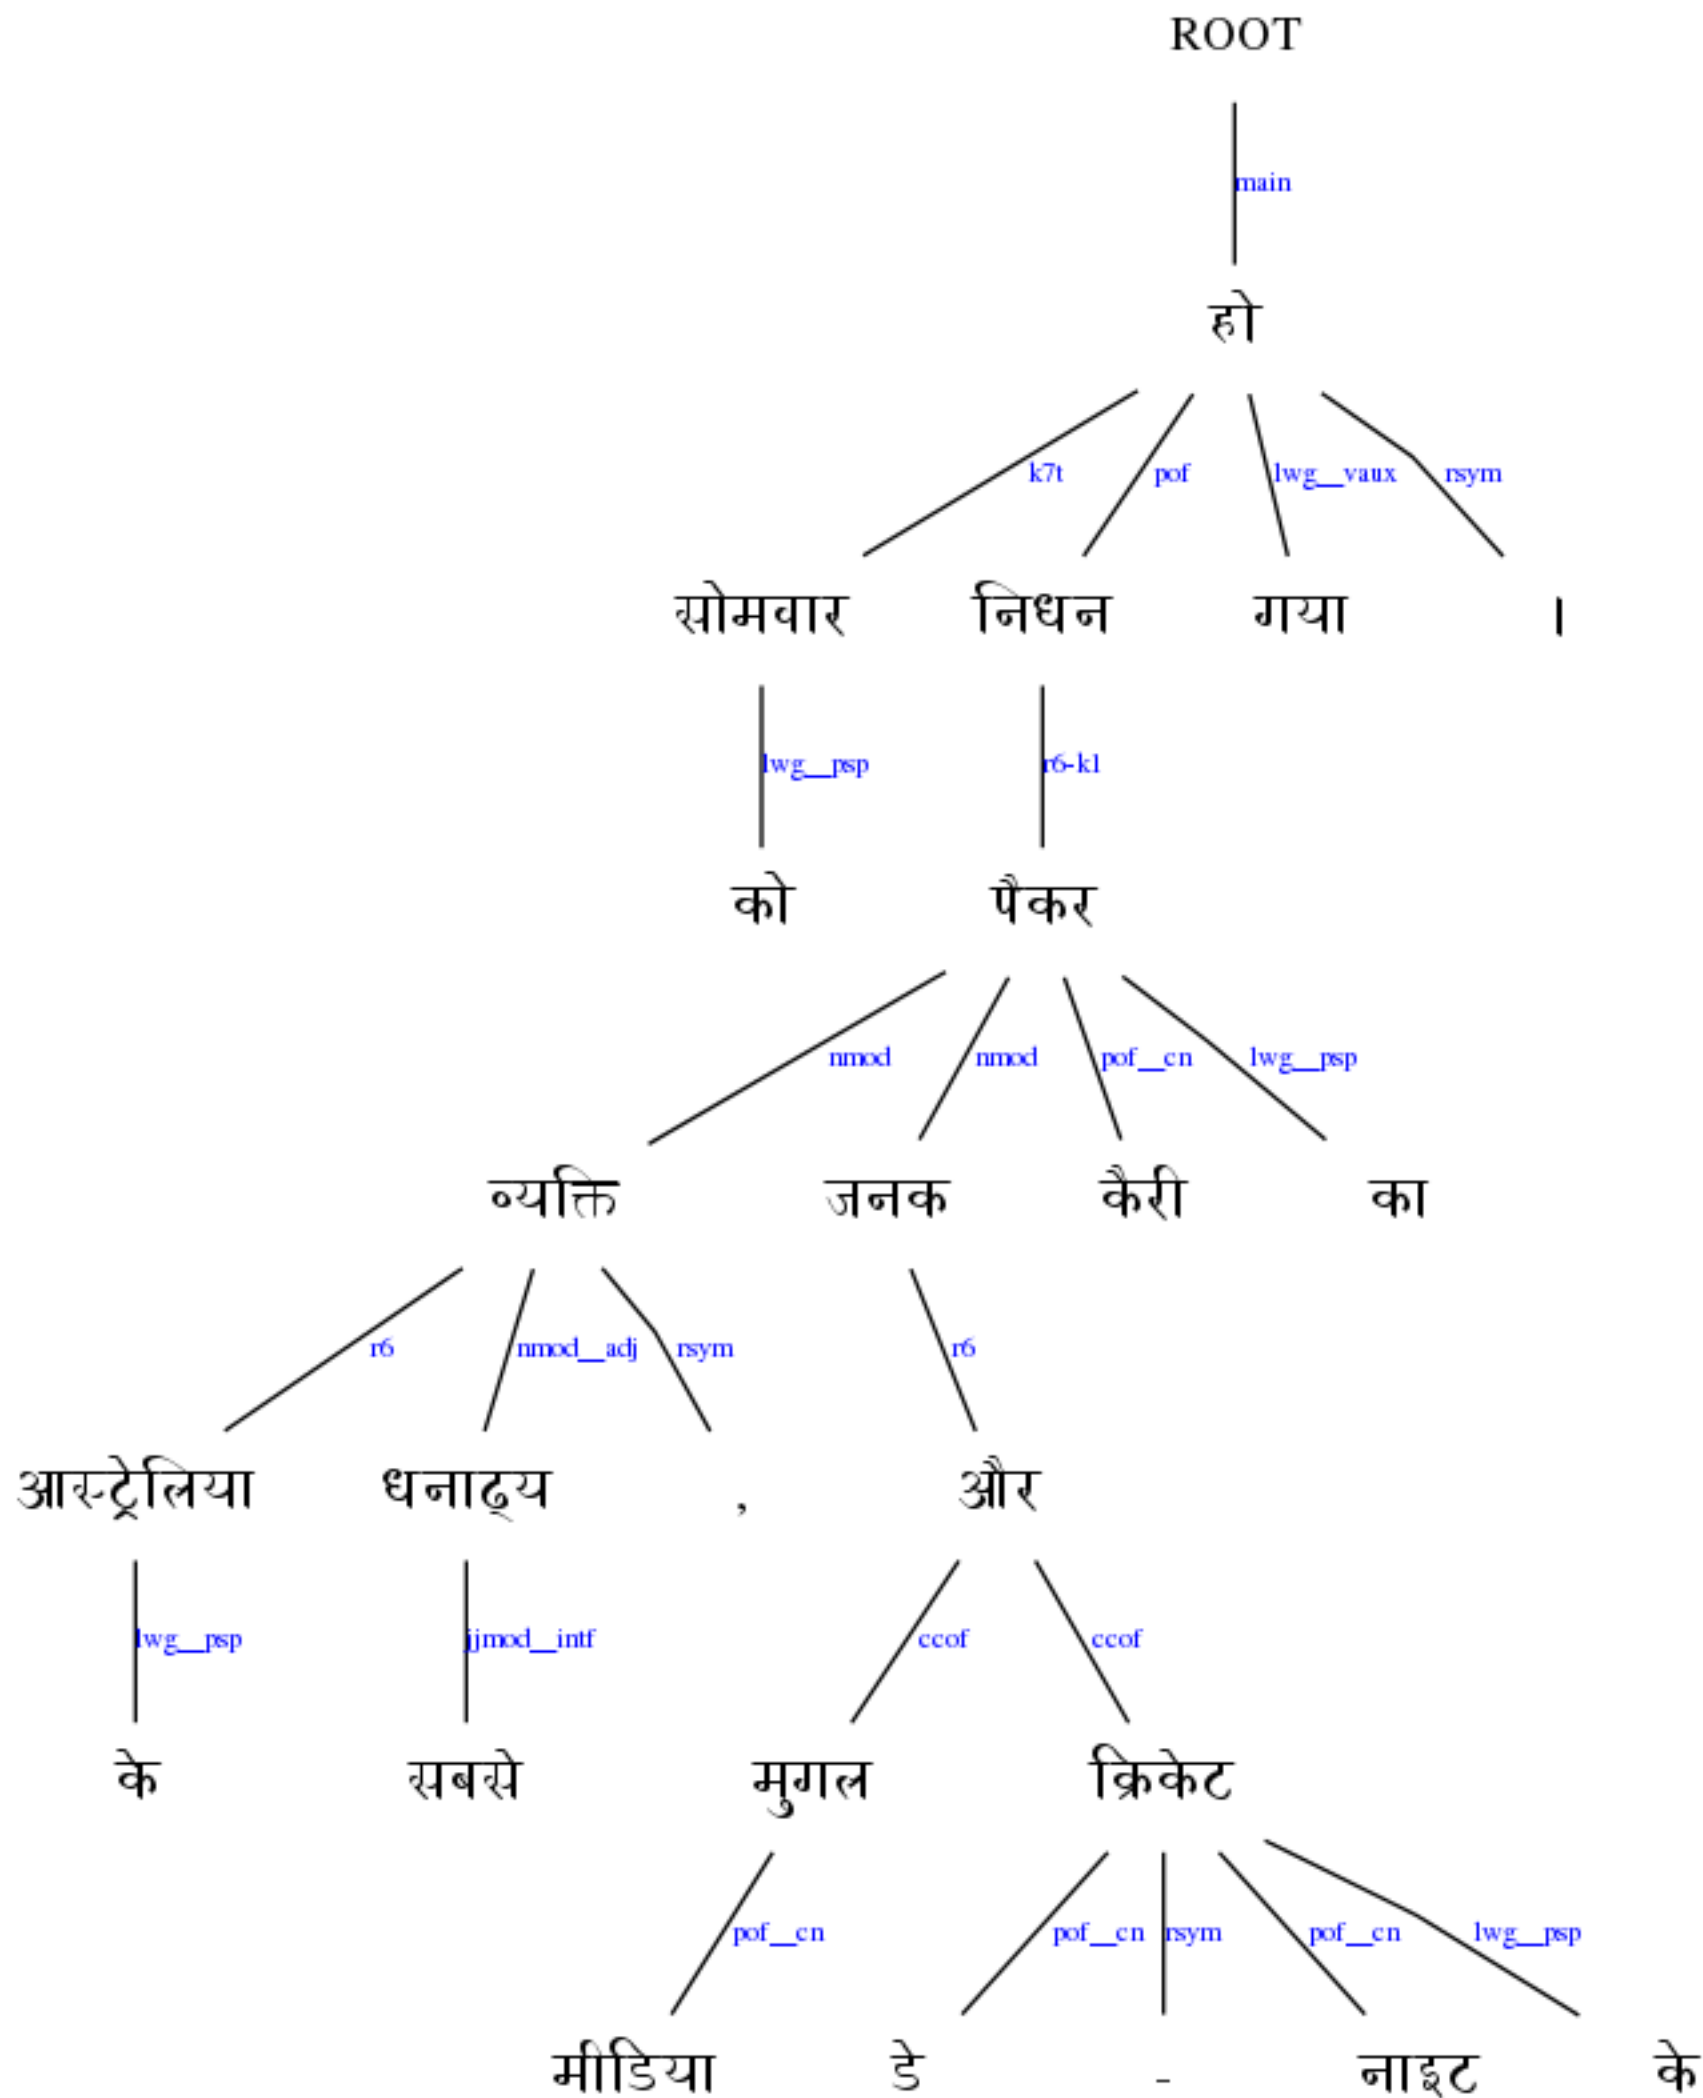 ROOT
main
हो
k7t pof lwg__vaux rsym
सोमवार निधन गया ।
lwg__psp r6-k1
को पैकर
nmod nmod pof__cn lwg__psp
व्यक्ति जनक कैरी का
r6 nmod__adj rsym r6
आस्ट्रेलिया धनाढ्य , और
lwg__psp jjmod__intf ccof ccof
के सबसे मुगल क्रिकेट
pof__cn pof__cn rsym pof__cn lwg__psp
मीडिया डे - नाइट के